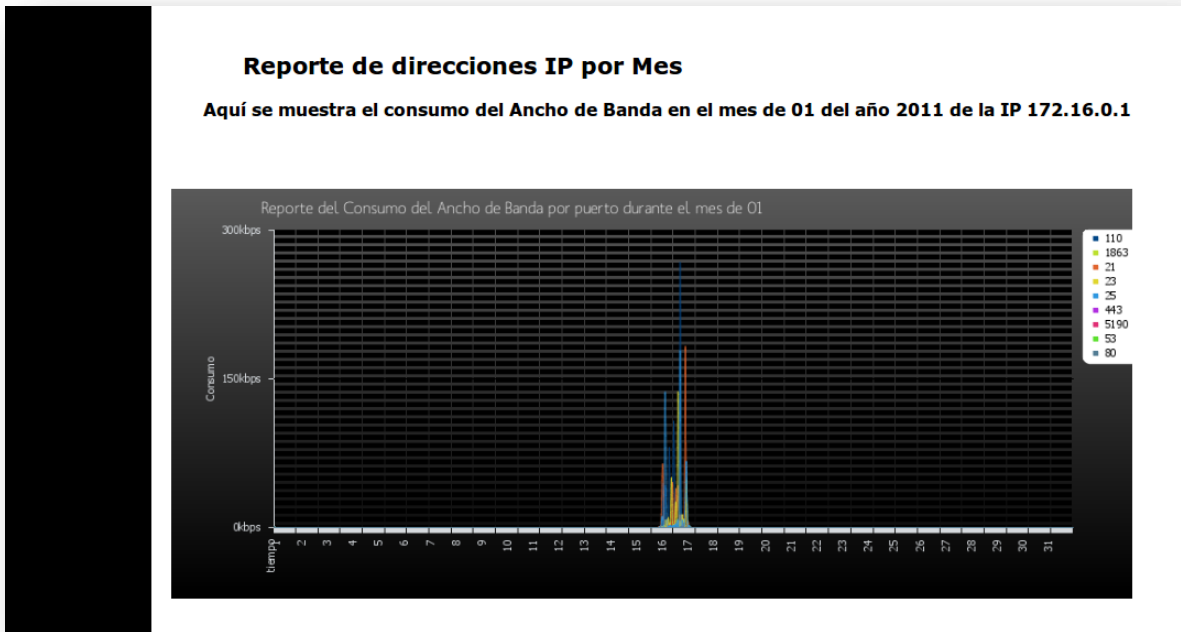 Reporte de direcciones IP por Mes
Aquí se muestra el consumo del Ancho de Banda en el mes de 01 del año 2011 de la IP 172.16.0.1
Reporte del Consumo del Ancho de Banda por puerto durante el mes de 01
300kbps
150kbps
0kbps
Consumo
tiempo
1 2 3 4 5 6 7 8 9 10 11 12 13 14 15 16 17 18 19 20 21 22 23 24 25 26 27 28 29 30 31
110
1863
21
23
25
443
5190
53
80